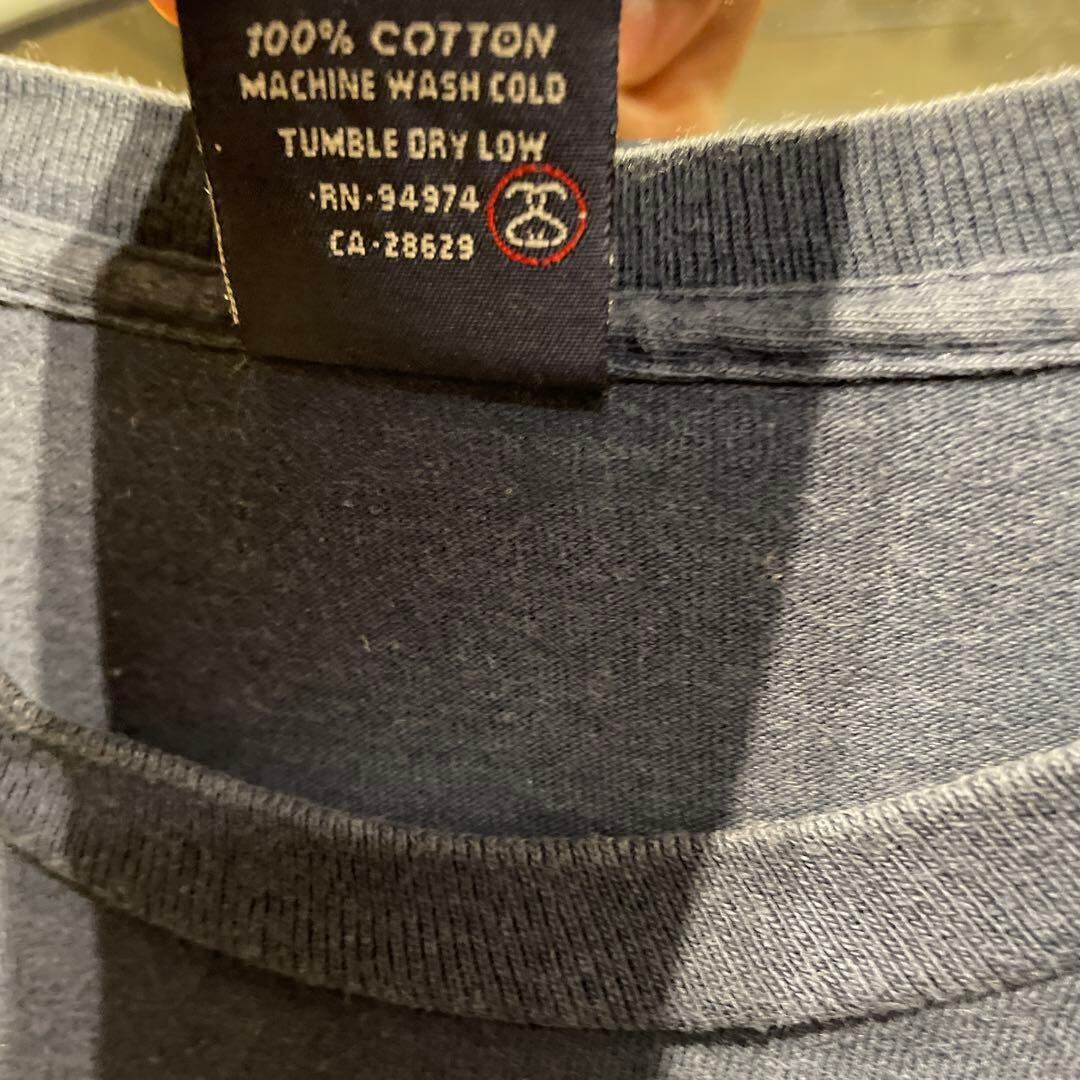 100% COTTON
MACHINE WASH COLD
TUMBLE DRY LOW
·RN·94974
CA·28629